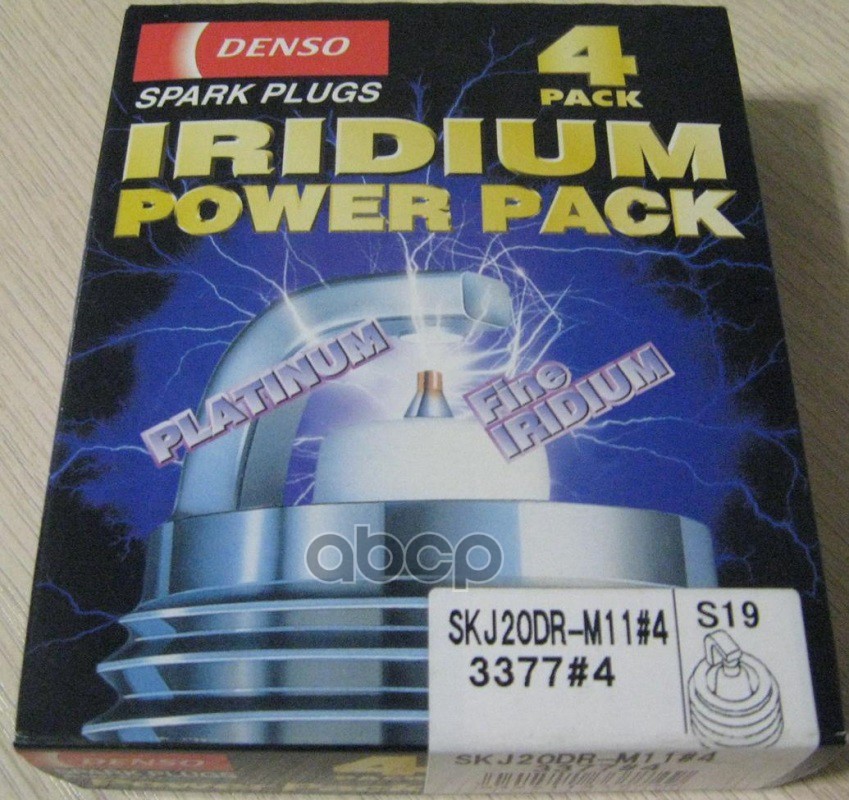 DENSO
SPARK PLUGS
4
PACK
IRIDIUM
POWER PACK
PLATINUM
Fine
IRIDIUM
abcp
SKJ20DR-M11#4
3377#4
S19
DENSO
4
SKJ20DR-M11#4